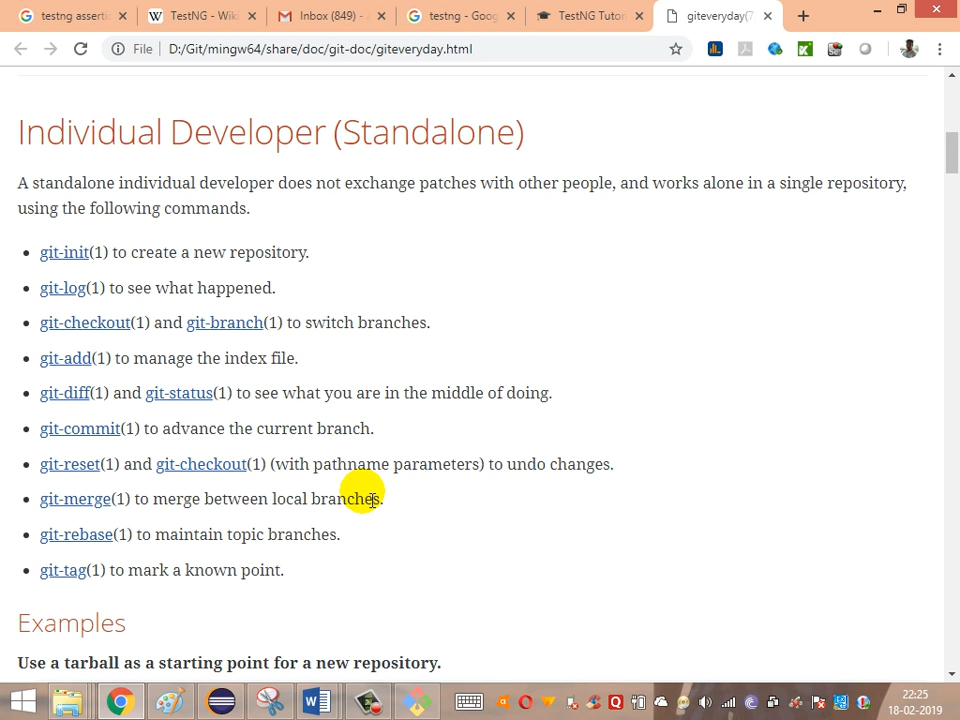 testng asserti
TestNG - Wiki
Inbox (849) -
testng - Goog
TestNG Tutor
giteveryday(7
File
D:/Git/mingw64/share/doc/git-doc/giteveryday.html
Individual Developer (Standalone)
A standalone individual developer does not exchange patches with other people, and works alone in a single repository,
using the following commands.
git-init(1) to create a new repository.
git-log(1) to see what happened.
git-checkout(1) and git-branch(1) to switch branches.
git-add(1) to manage the index file.
git-diff(1) and git-status(1) to see what you are in the middle of doing.
git-commit(1) to advance the current branch.
git-reset(1) and git-checkout(1) (with pathname parameters) to undo changes.
git-merge(1) to merge between local branches.
git-rebase(1) to maintain topic branches.
git-tag(1) to mark a known point.
Examples
Use a tarball as a starting point for a new repository.
22:25
18-02-2019